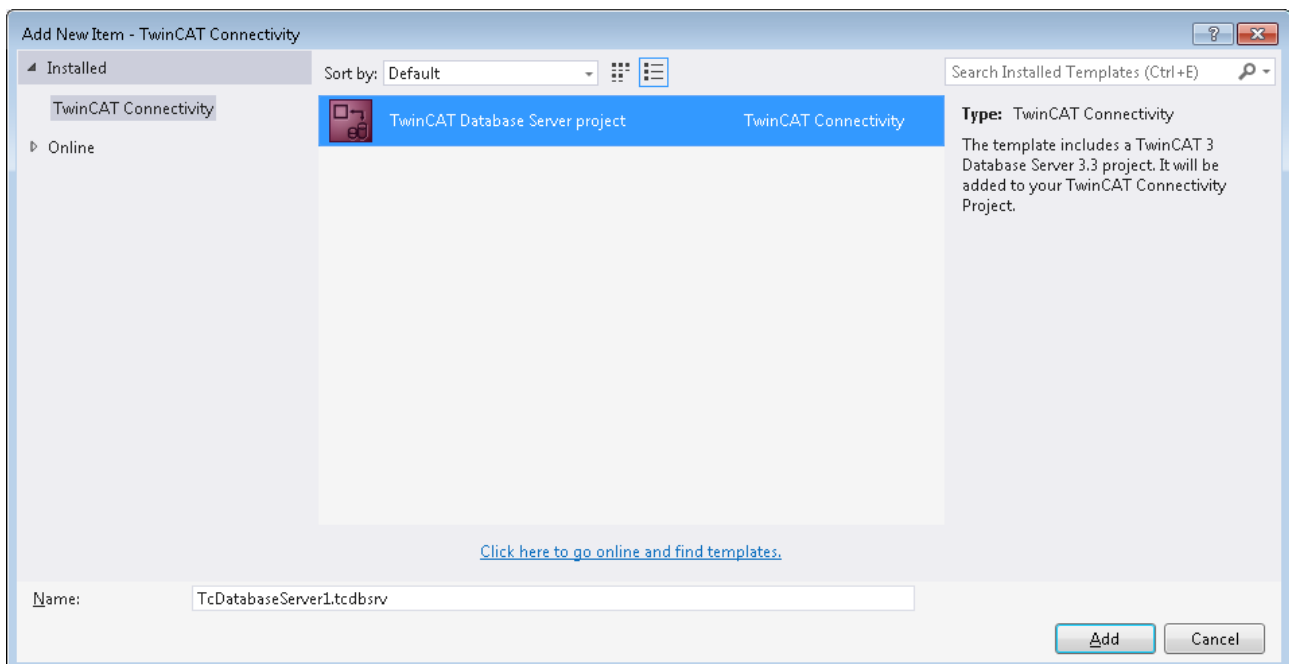 Add New Item - TwinCAT Connectivity
Installed
Sort by: Default
Search Installed Templates (Ctrl+E)
TwinCAT Connectivity
Online
TwinCAT Database Server project TwinCAT Connectivity
Type: TwinCAT Connectivity
The template includes a TwinCAT 3
Database Server 3.3 project. It will be
added to your TwinCAT Connectivity
Project.
Click here to go online and find templates.
Name: TcDatabaseServer1.tcdbsrv
Add Cancel